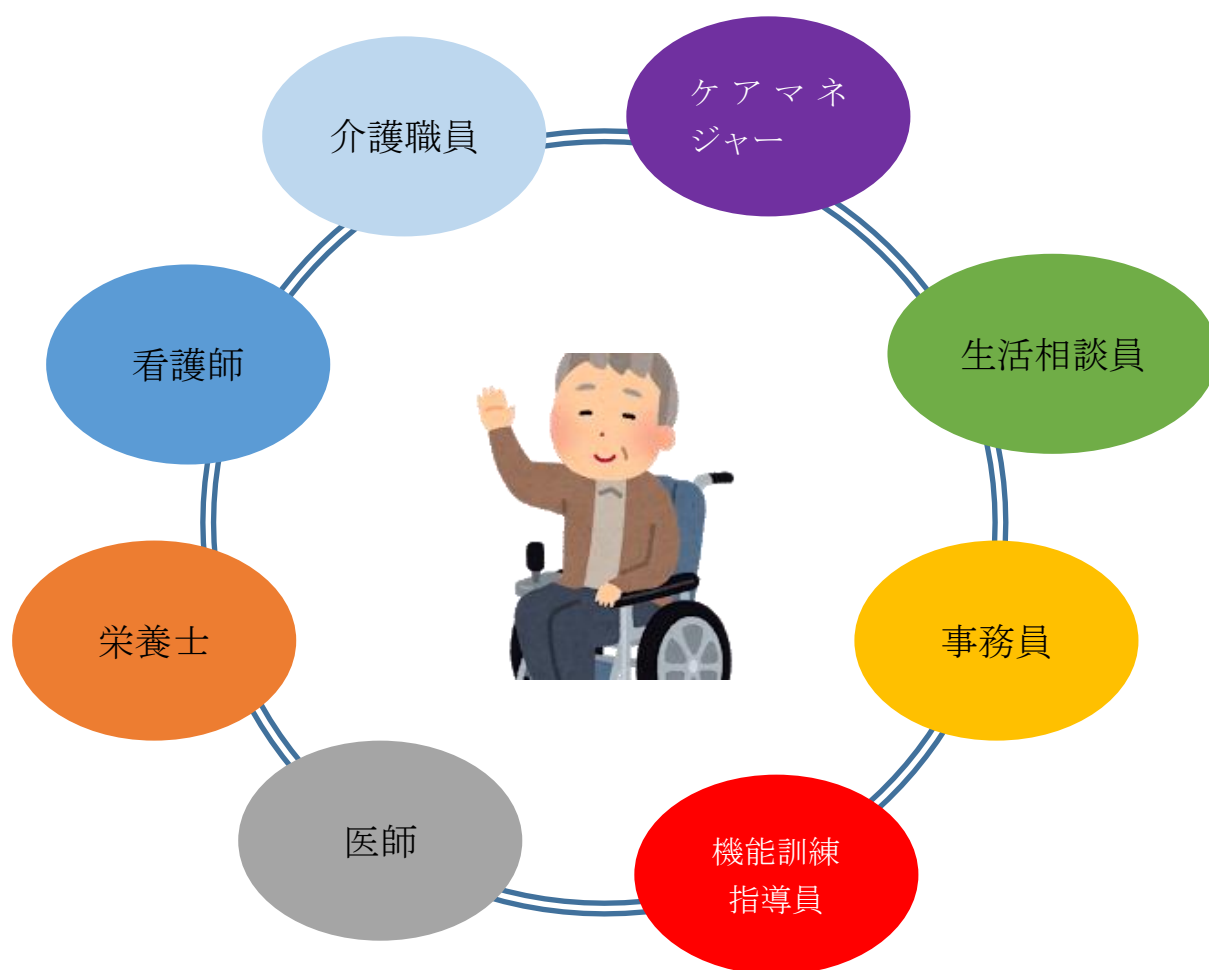 ケアマネ
ジャー
介護職員
生活相談員
看護師
栄養士
事務員
医師
機能訓練
指導員